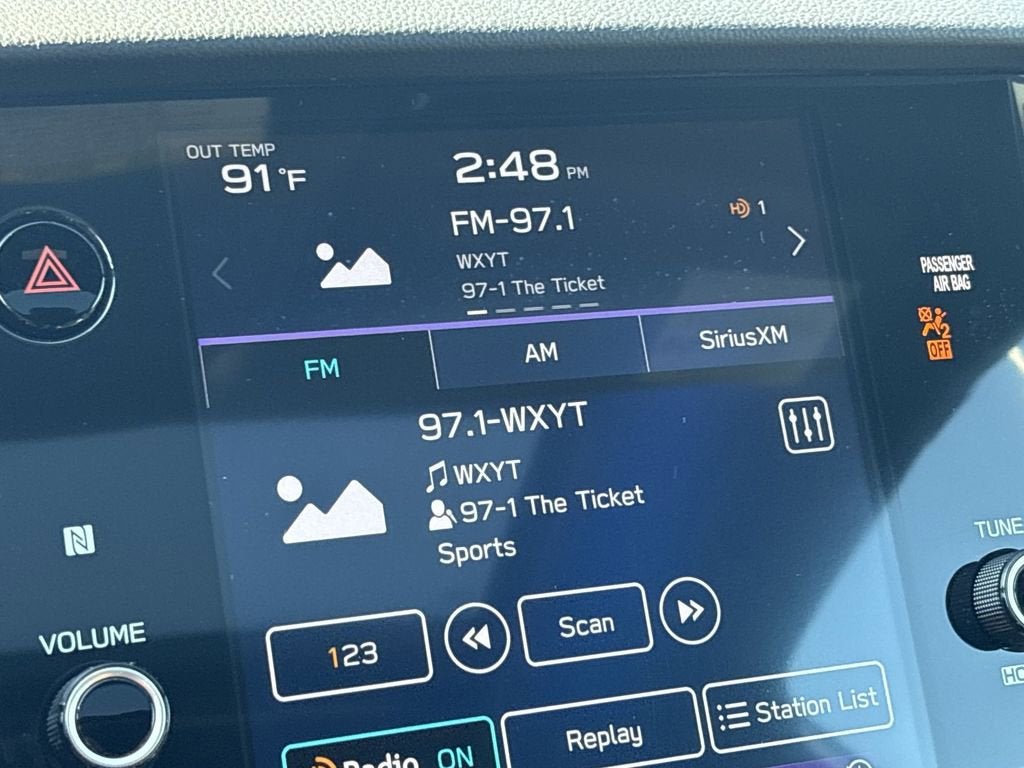 OUT TEMP
91°F
2:48 PM
FM-97.1
HD 1
WXYT
97-1 The Ticket
PASSENGER
AIR BAG
2
OFF
FM
AM
SiriusXM
97.1-WXYT
WXYT
97-1 The Ticket
Sports
N
TUNE
VOLUME
123
Scan
Radio ON
Replay
Station List